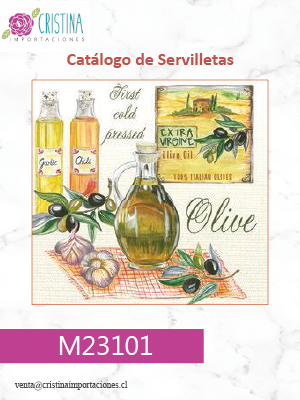 CRISTINA
IMPORTACIONES
Catálogo de Servilletas
First
cold
pressed
EXTRA
VIRGINE
Olive Oil
100% ITALIAN OLIVES
Garlic
Chili
Olive
M23101
venta@cristinaimportaciones.cl